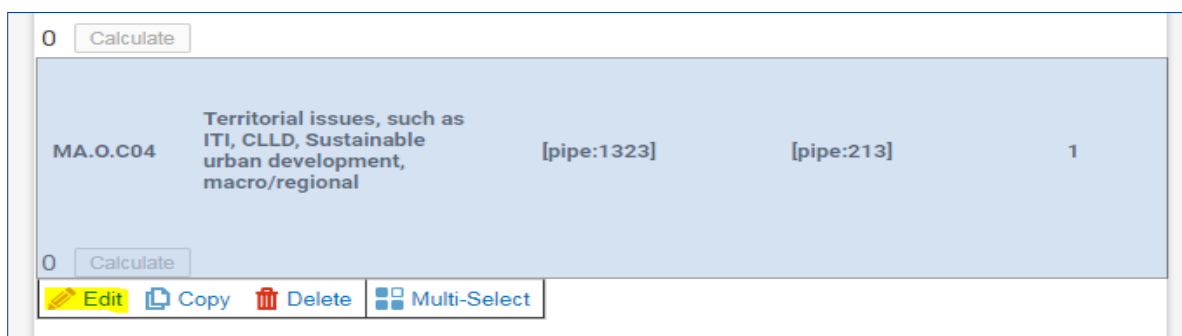 0 Calculate
Territorial issues, such as
ITI, CLLD, Sustainable
MA.O.C04 urban development, [pipe:1323] [pipe:213] 1
macro/regional
0 Calculate
Edit Copy Delete Multi-Select